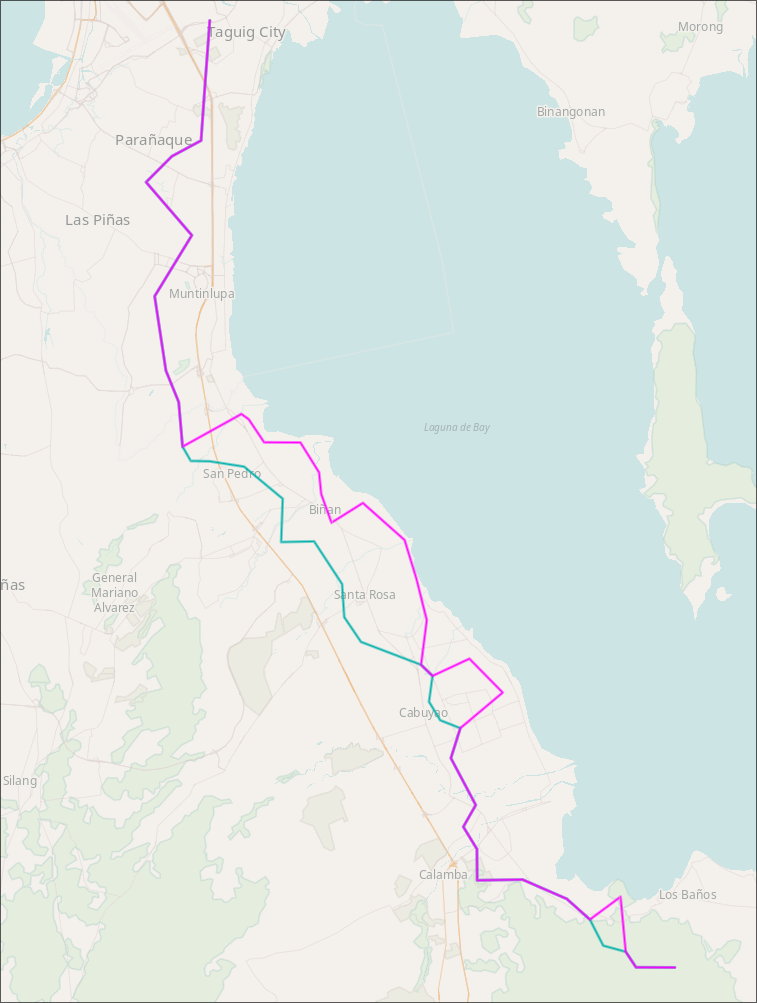 Taguig City
Morong
Binangonan
Parañaque
Las Piñas
Muntinlupa
Laguna de Bay
San Pedro
Biñan
ñas
General
Mariano
Alvarez
Santa Rosa
Cabuyao
Silang
Calamba
Los Baños